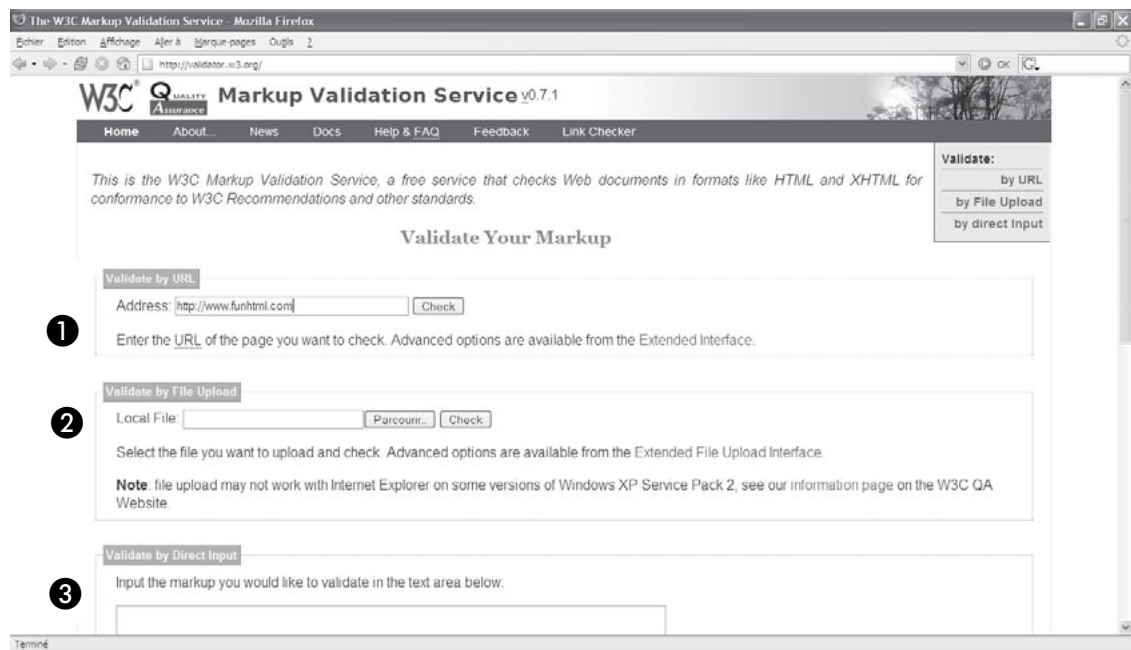 The W3C Markup Validation Service - Mozilla Firefox
Fichier Edition Affichage Aller à Marque-pages Outils ?
http://validator.w3.org/
OK
W3C® QUALITY Assurance Markup Validation Service v0.7.1
Home About... News Docs Help & FAQ Feedback Link Checker
Validate:
by URL
by File Upload
by direct Input
This is the W3C Markup Validation Service, a free service that checks Web documents in formats like HTML and XHTML for
conformance to W3C Recommendations and other standards.
Validate Your Markup
Validate by URL
Address: http://www.funhtml.com Check
1
Enter the URL of the page you want to check. Advanced options are available from the Extended Interface.
Validate by File Upload
2
Local File: Parcourir... Check
Select the file you want to upload and check. Advanced options are available from the Extended File Upload Interface.
Note: file upload may not work with Internet Explorer on some versions of Windows XP Service Pack 2, see our information page on the W3C QA
Website.
Validate by Direct Input
3
Input the markup you would like to validate in the text area below:
Terminé